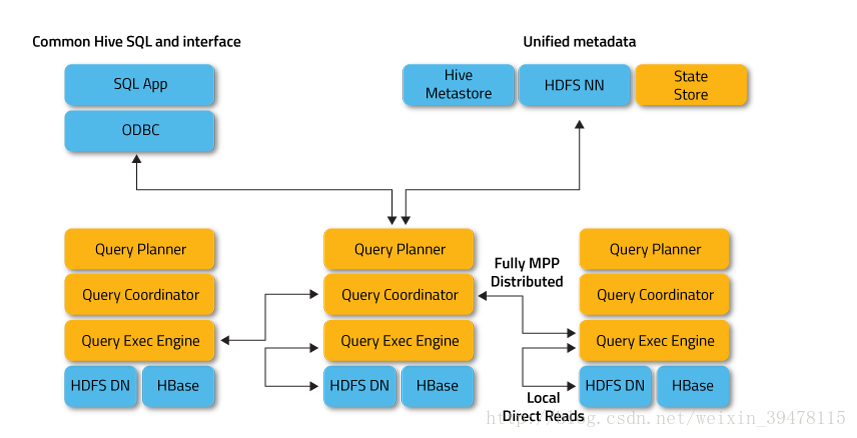 Common Hive SQL and interface
Unified metadata
SQL App
ODBC
Hive
Metastore
HDFS NN
State
Store
Query Planner
Query Coordinator
Query Exec Engine
HDFS DN
HBase
Query Planner
Query Coordinator
Query Exec Engine
HDFS DN
HBase
Fully MPP
Distributed
Query Planner
Query Coordinator
Query Exec Engine
HDFS DN
HBase
Local
Direct Reads
http://blog.csdn.net/weixin_39478115